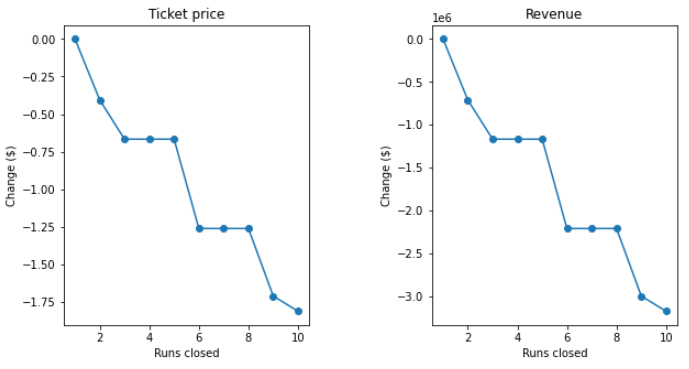 Ticket price
Change ($)
0.00
−0.25
−0.50
−0.75
−1.00
−1.25
−1.50
−1.75
2 4 6 8 10
Runs closed
Revenue
1e6
Change ($)
0.0
−0.5
−1.0
−1.5
−2.0
−2.5
−3.0
2 4 6 8 10
Runs closed